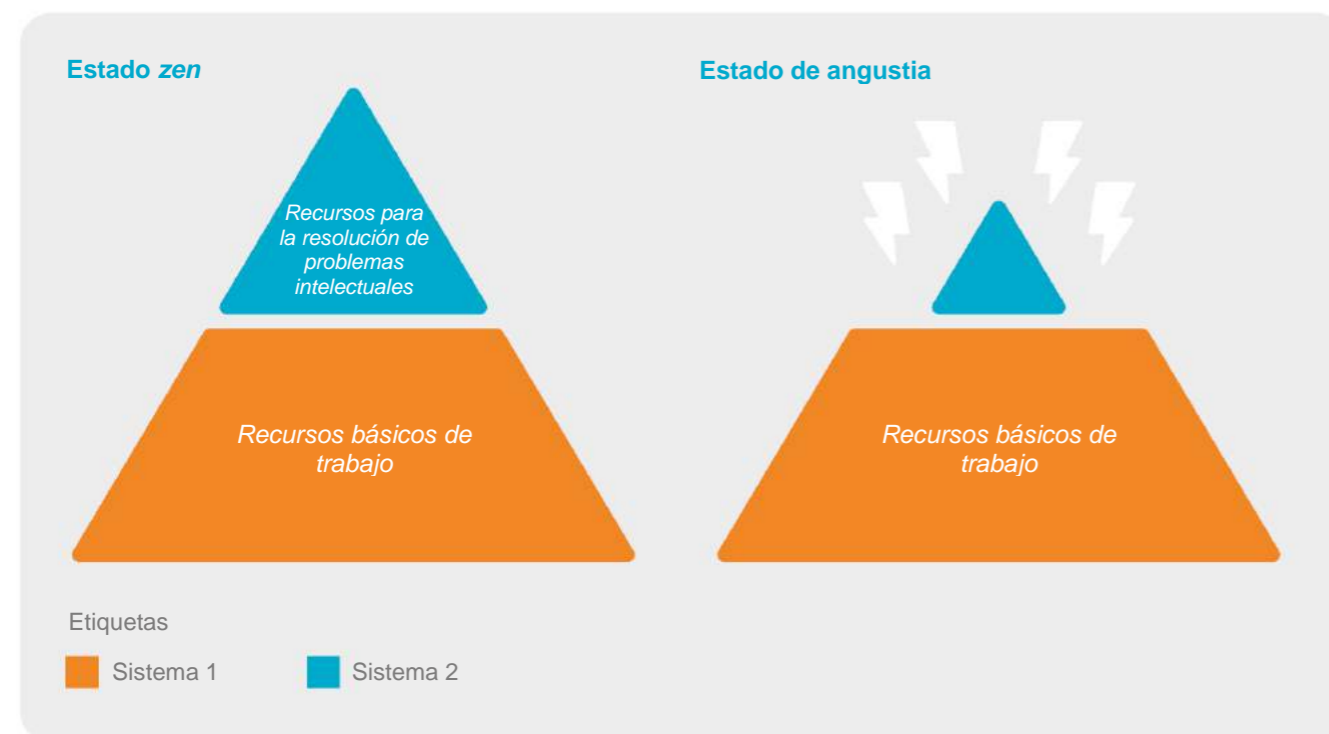 Estado zen
Estado de angustia
Recursos para
la resolución de
problemas
intelectuales
Recursos básicos de
trabajo
Recursos básicos de
trabajo
Etiquetas
Sistema 1
Sistema 2